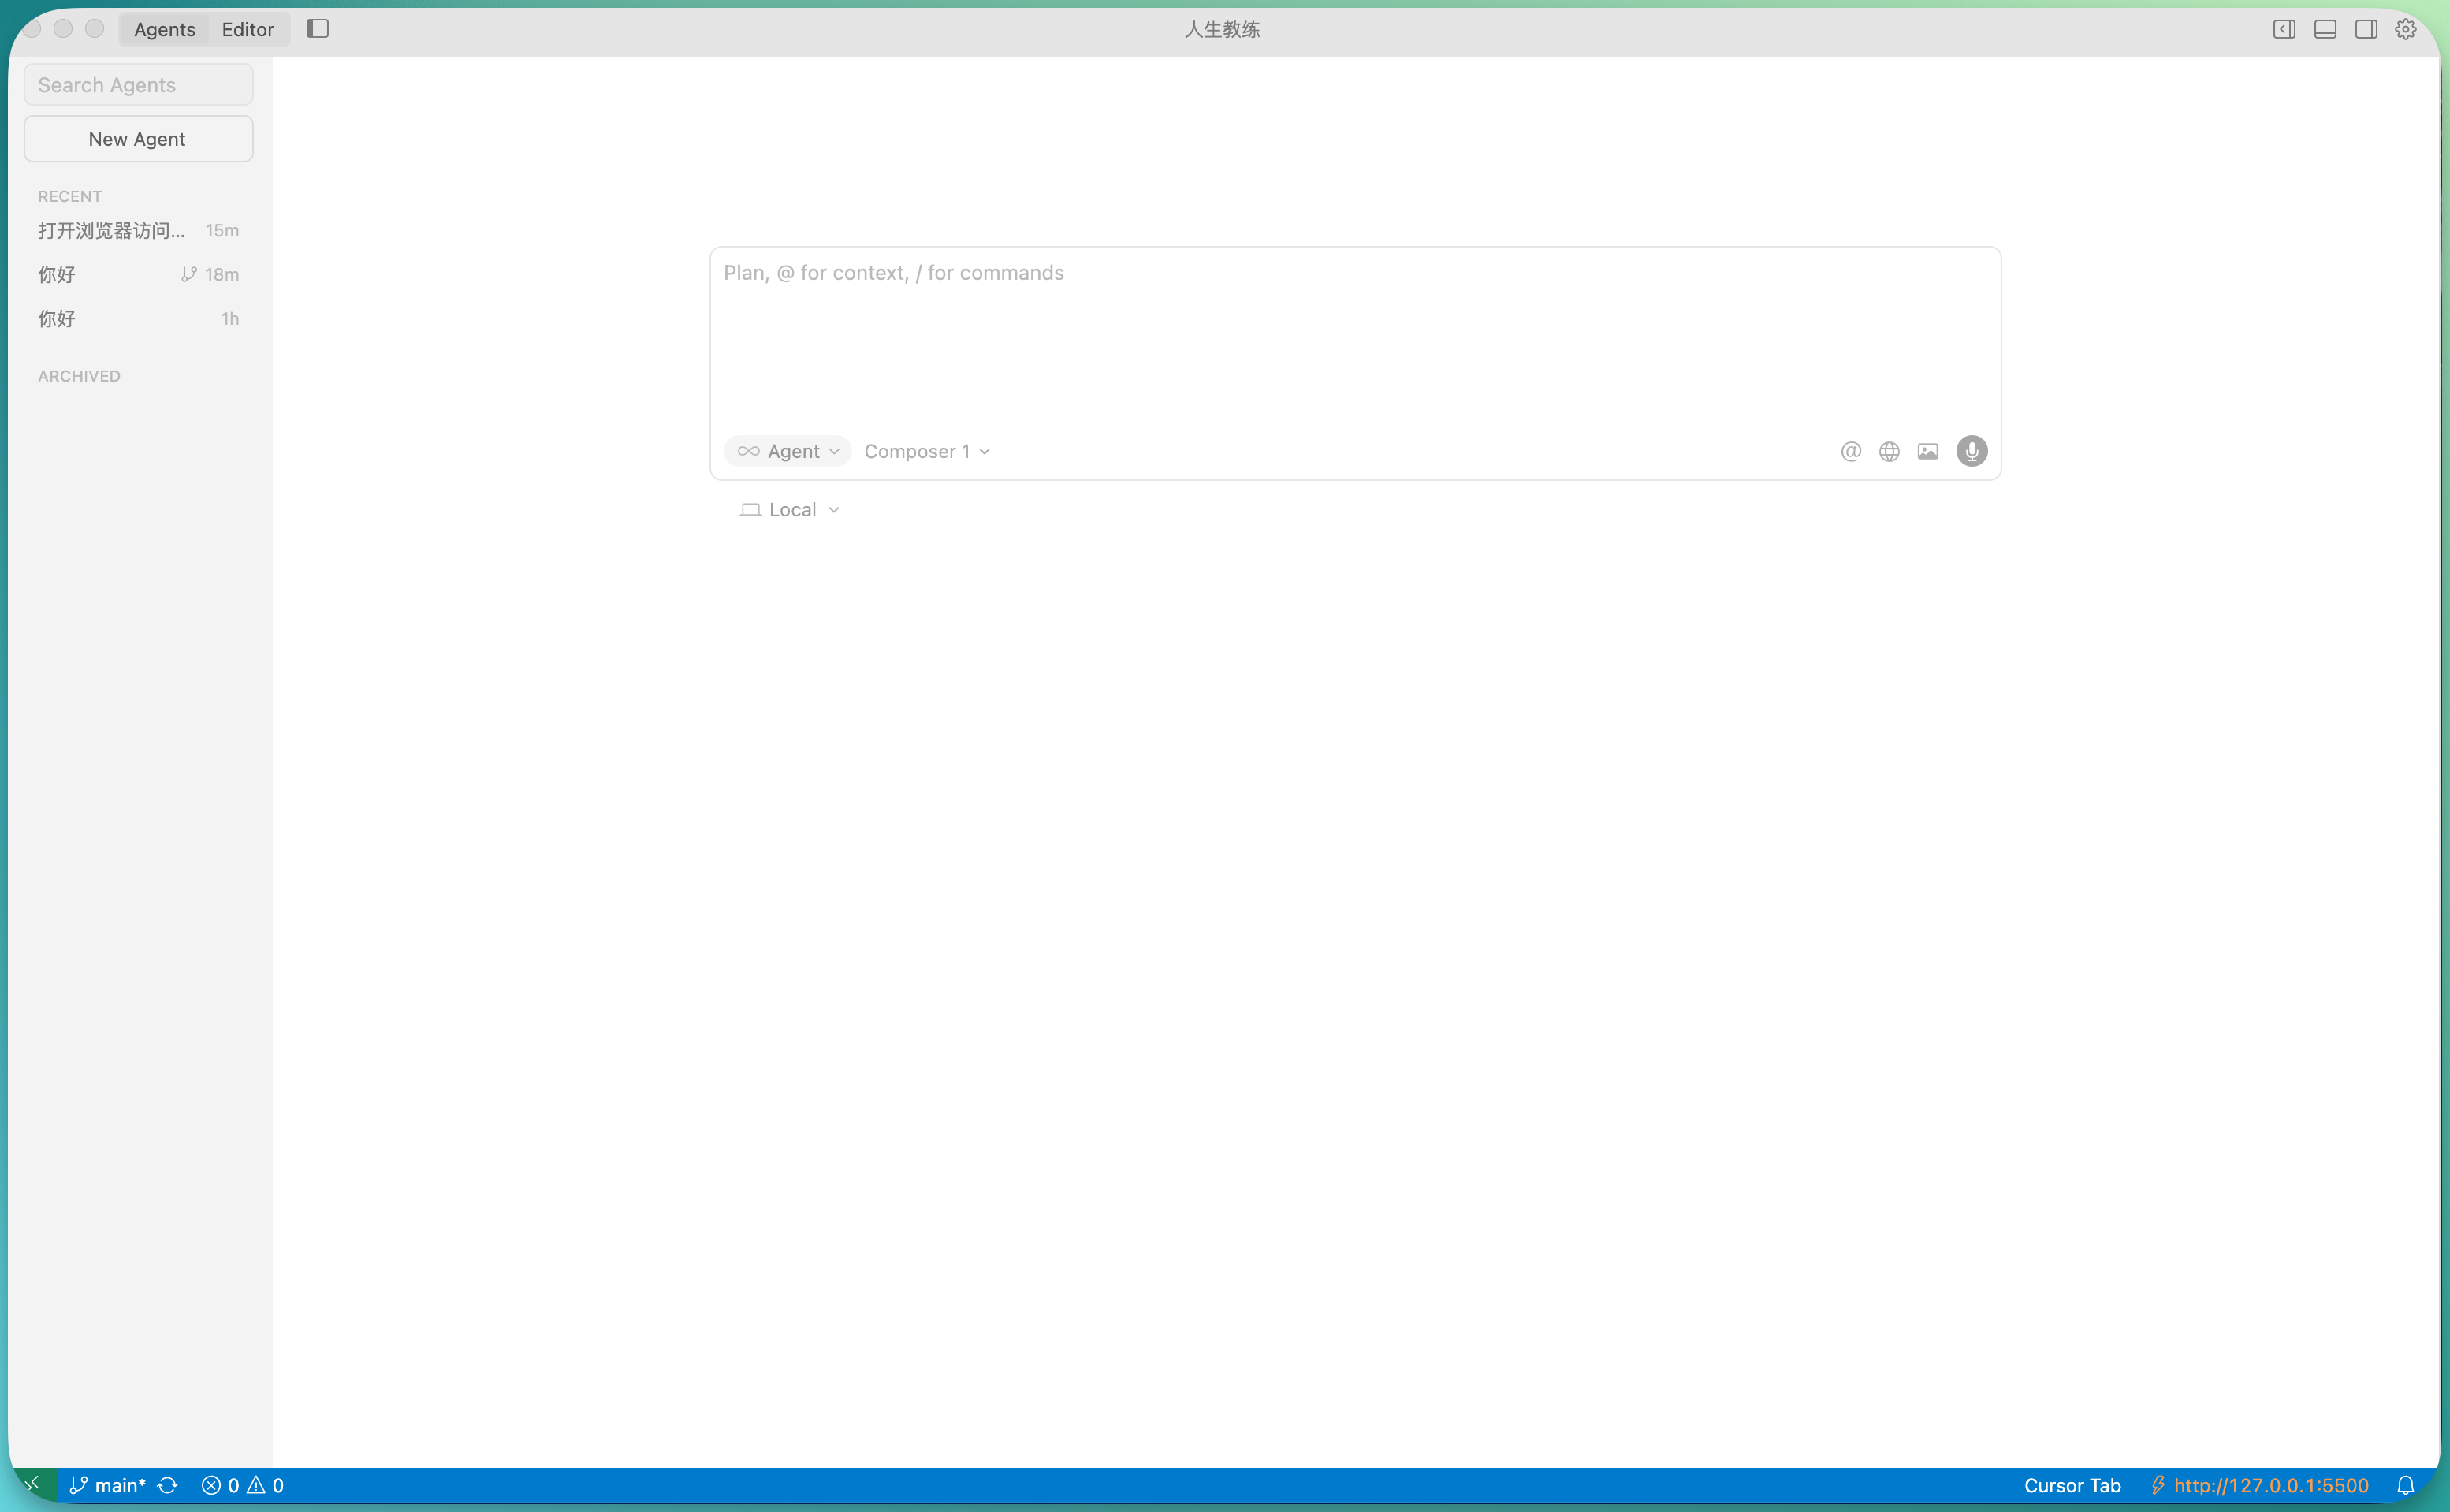 Agents Editor 人生教练
Search Agents
New Agent
RECENT
打开浏览器访问... 15m
你好 18m
你好 1h
ARCHIVED
Plan, @ for context, / for commands
Agent Composer 1 @
Local
main* 0 0 Cursor Tab http://127.0.0.1:5500